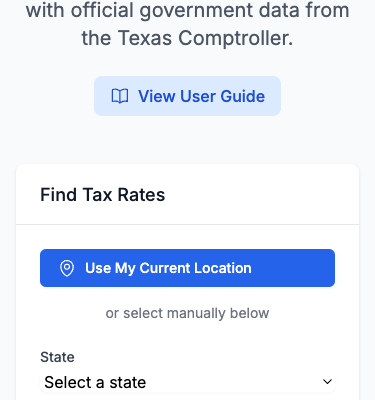 with official government data from
the Texas Comptroller.
View User Guide
Find Tax Rates
Use My Current Location
or select manually below
State
Select a state